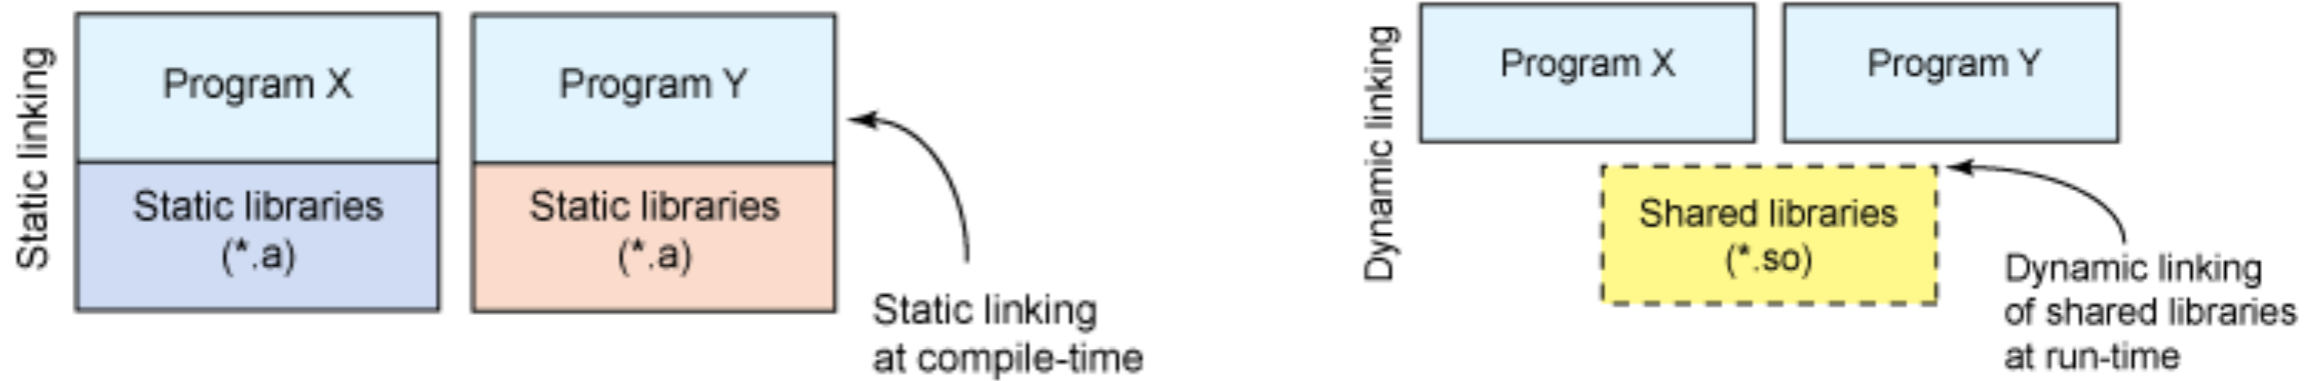 Static linking
Program X
Static libraries
(*.a)
Program Y
Static libraries
(*.a)
Static linking
at compile-time
Dynamic linking
Program X
Program Y
Shared libraries
(*.so)
Dynamic linking
of shared libraries
at run-time